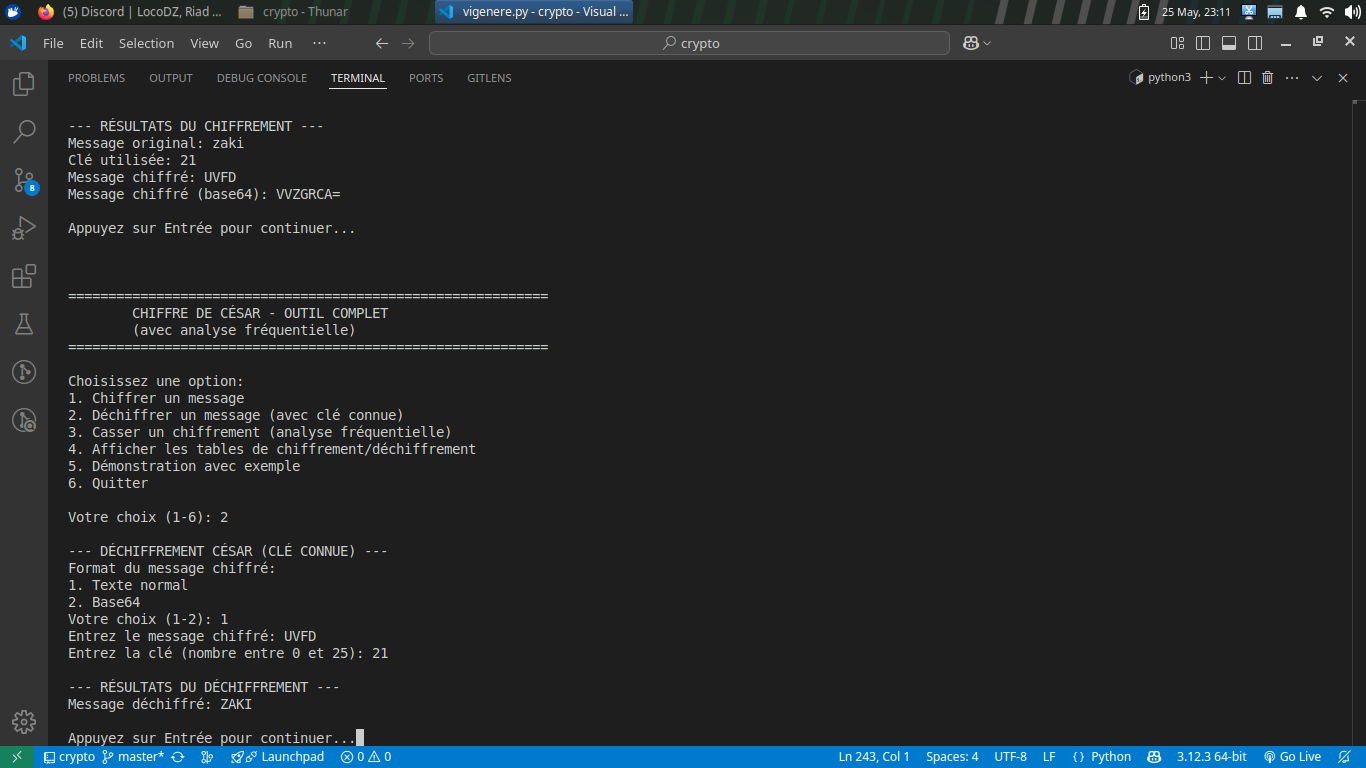 (5) Discord | LocoDZ, Riad ...
crypto - Thunar
vigenere.py - crypto - Visual ...
25 May, 23:11
File Edit Selection View Go Run ···
crypto
PROBLEMS OUTPUT DEBUG CONSOLE TERMINAL PORTS GITLENS
python3
8
--- RÉSULTATS DU CHIFFREMENT ---
Message original: zaki
Clé utilisée: 21
Message chiffré: UVFD
Message chiffré (base64): VVZGRCA=
Appuyez sur Entrée pour continuer...
============================================================
CHIFFRE DE CÉSAR - OUTIL COMPLET
(avec analyse fréquentielle)
============================================================
Choisissez une option:
1. Chiffrer un message
2. Déchiffrer un message (avec clé connue)
3. Casser un chiffrement (analyse fréquentielle)
4. Afficher les tables de chiffrement/déchiffrement
5. Démonstration avec exemple
6. Quitter
Votre choix (1-6): 2
--- DÉCHIFFREMENT CÉSAR (CLÉ CONNUE) ---
Format du message chiffré:
1. Texte normal
2. Base64
Votre choix (1-2): 1
Entrez le message chiffré: UVFD
Entrez la clé (nombre entre 0 et 25): 21
--- RÉSULTATS DU DÉCHIFFREMENT ---
Message déchiffré: ZAKI
Appuyez sur Entrée pour continuer...
crypto master* Launchpad 0 0 Ln 243, Col 1 Spaces: 4 UTF-8 LF {} Python 3.12.3 64-bit Go Live